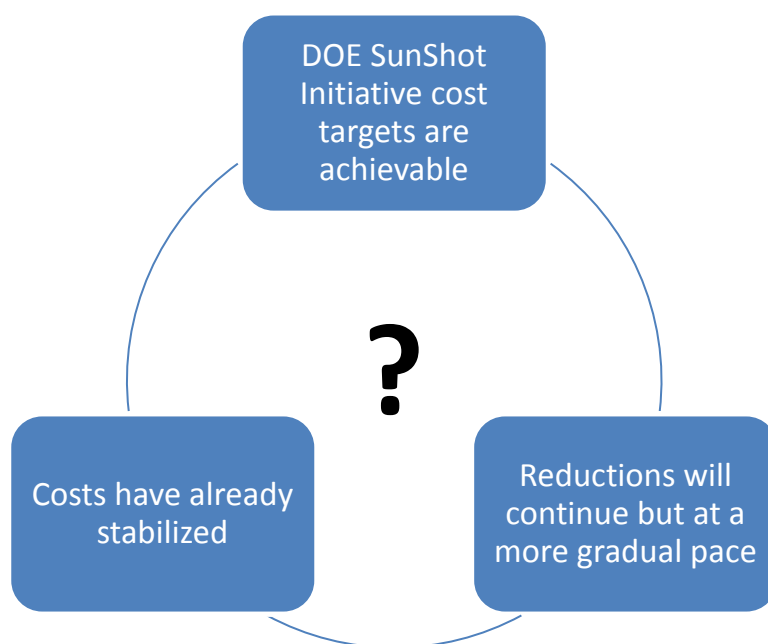 DOE SunShot
Initiative cost
targets are
achievable
?
Costs have already
stabilized
Reductions will
continue but at a
more gradual pace